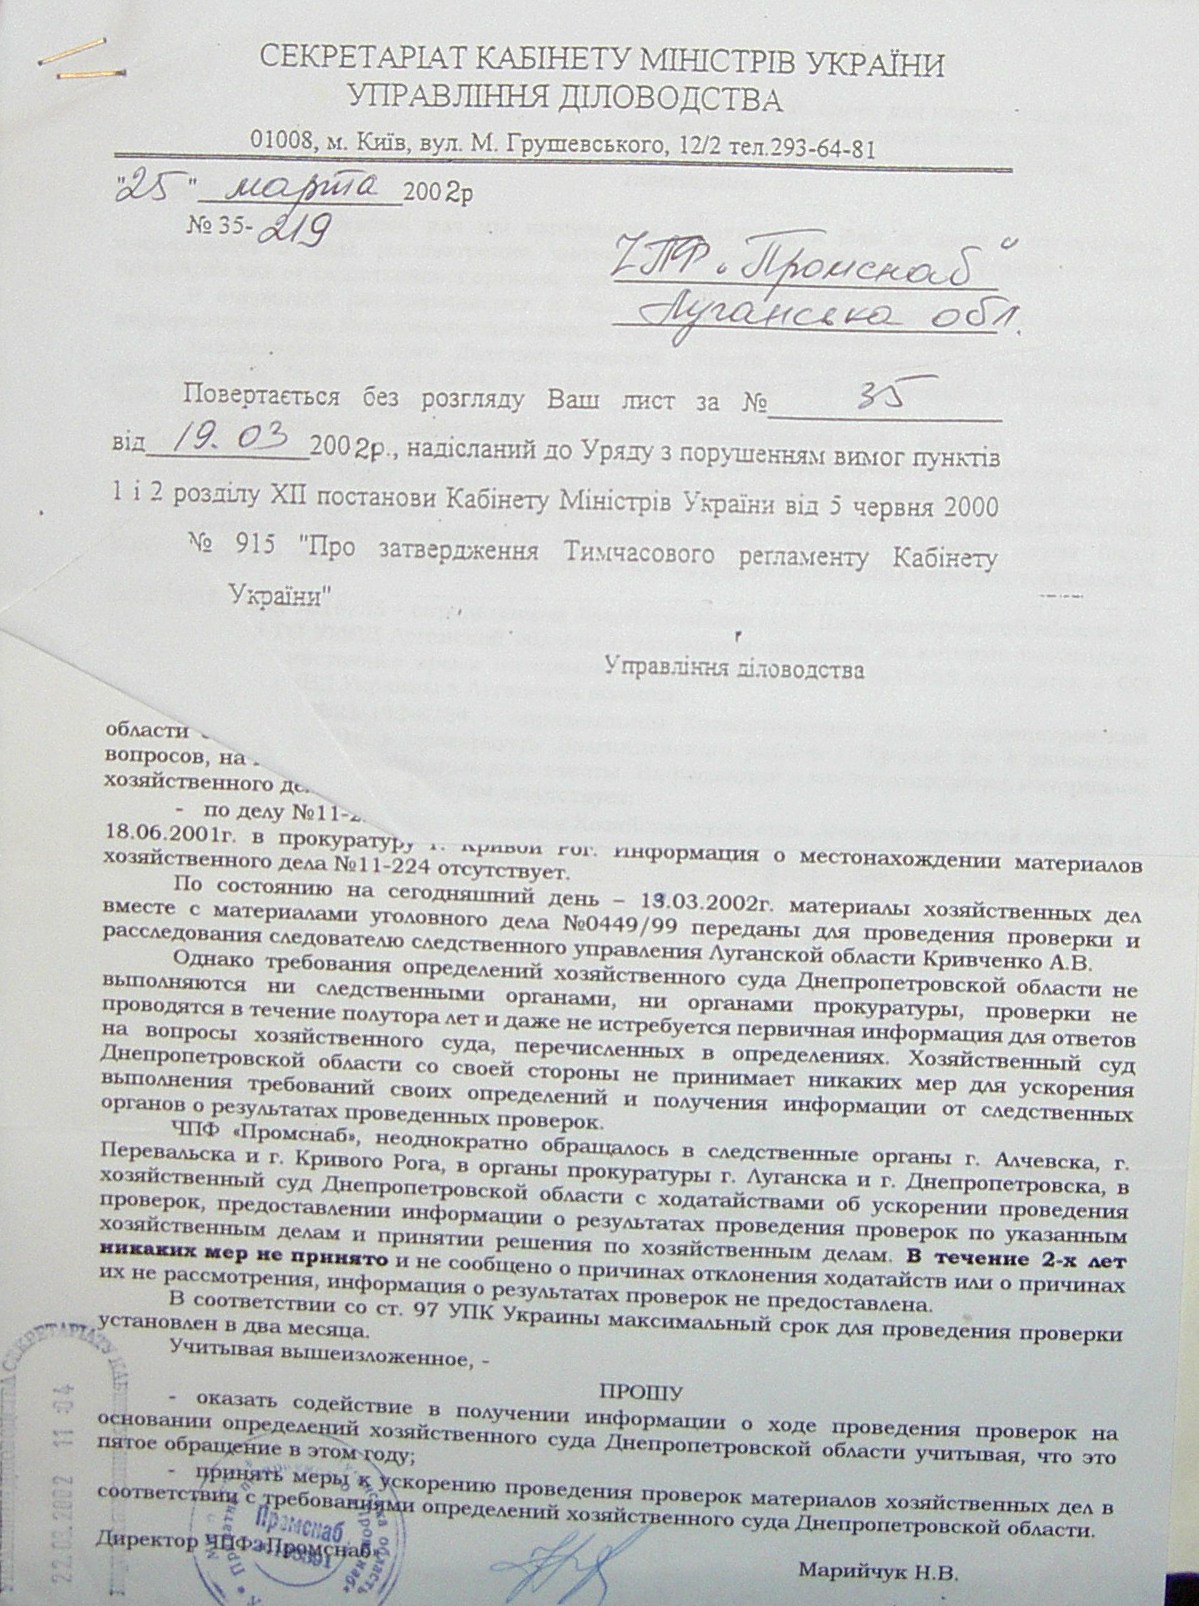 СЕКРЕТАРІАТ КАБІНЕТУ МІНІСТРІВ УКРАЇНИ
УПРАВЛІННЯ ДІЛОВОДСТВА
01008, м. Київ, вул. М. Грушевського, 12/2 тел.293-64-81
"25" марта 2002р
№ 35-219
ЧПФ „Промснаб"
Луганська обл.
Повертається без розгляду Ваш лист за № 35
від 19.03 2002р., надісланий до Уряду з порушенням вимог пунктів
1 і 2 розділу XII постанови Кабінету Міністрів України від 5 червня 2000
№ 915 "Про затвердження Тимчасового регламенту Кабінету
України"
Управління діловодства
области
вопросов, на
хозяйственного де
- по делу №11-2
18.06.2001г. в прокуратуру г. Кривой Рог. Информация о местонахождении материалов
хозяйственного дела №11-224 отсутствует.
По состоянию на сегодняшний день – 13.03.2002г. материалы хозяйственных дел
вместе с материалами уголовного дела №0449/99 переданы для проведения проверки и
расследования следователю следственного управления Луганской области Кривченко А.В.
Однако требования определений хозяйственного суда Днепропетровской области не
выполняются ни следственными органами, ни органами прокуратуры, проверки не
проводятся в течение полутора лет и даже не истребуется первичная информация для ответов
на вопросы хозяйственного суда, перечисленных в определениях. Хозяйственный суд
Днепропетровской области со своей стороны не принимает никаких мер для ускорения
выполнения требований своих определений и получения информации от следственных
органов о результатах проведенных проверок.
ЧПФ «Промснаб», неоднократно обращалось в следственные органы г. Алчевска, г.
Перевальска и г. Кривого Рога, в органы прокуратуры г. Луганска и г. Днепропетровска, в
хозяйственный суд Днепропетровской области с ходатайствами об ускорении проведения
проверок, предоставлении информации о результатах проведения проверок по указанным
хозяйственным делам и принятии решения по хозяйственным делам. В течение 2-х лет
никаких мер не принято и не сообщено о причинах отклонения ходатайств или о причинах
их не рассмотрения, информация о результатах проверок не предоставлена.
В соответствии со ст. 97 УПК Украины максимальный срок для проведения проверки
установлен в два месяца.
Учитывая вышеизложенное, -
ПРОШУ
- оказать содействие в получении информации о ходе проведения проверок на
основании определений хозяйственного суда Днепропетровской области учитывая, что это
пятое обращение в этом году;
- принять меры к ускорению проведения проверок материалов хозяйственных дел в
соответствии с требованиями определений хозяйственного суда Днепропетровской области.
Директор ЧПФ «Промснаб»
Марийчук Н.В.
СЕКРЕТАРІАТУ
22.03.2002 11:04
Промснаб
область